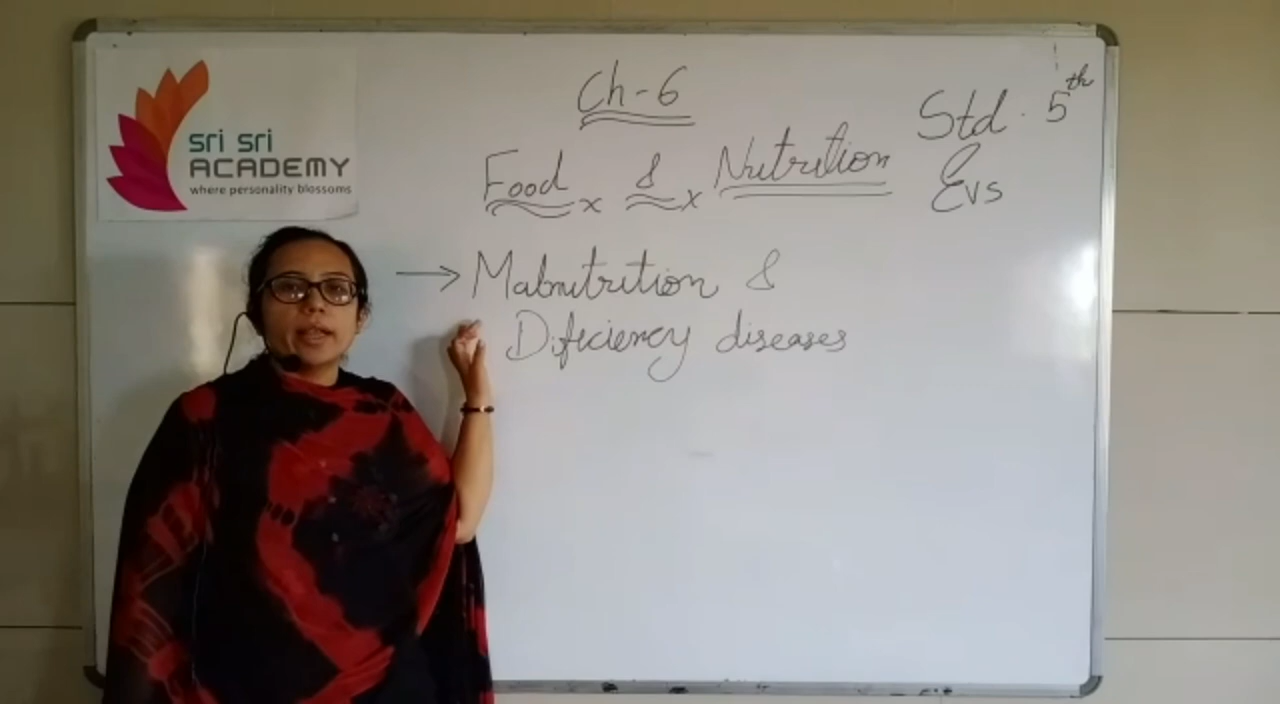 sri sri
ACADEMY
where personality blossoms
Ch-6
Food & Nutrition
Std. 5th
Evs
→ Malnutrition &
Dificiency diseases